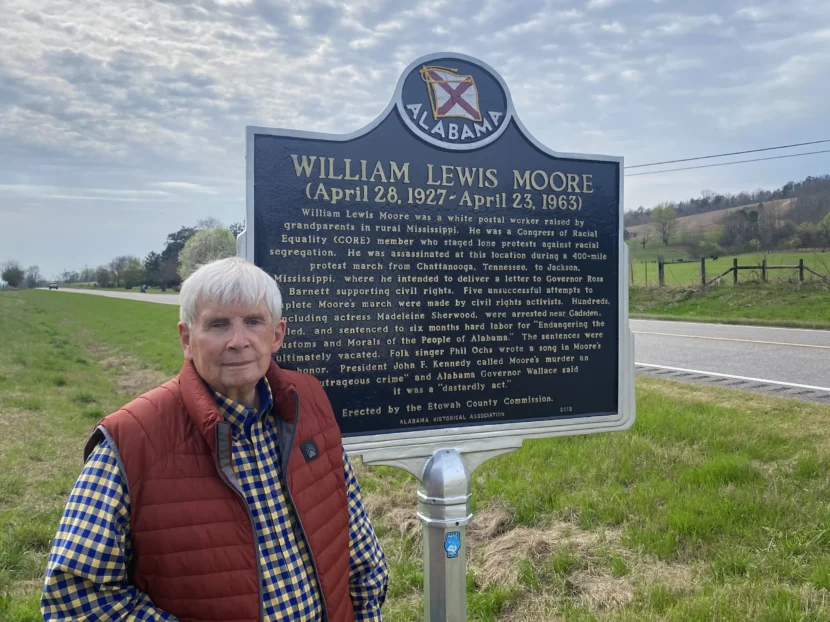 ALABAMA
WILLIAM LEWIS MOORE
(April 28, 1927-April 23, 1963)
William Lewis Moore was a white postal worker raised by
grandparents in rural Mississippi. He was a Congress of Racial
Equality (CORE) member who staged lone protests against racial
segregation. He was assassinated at this location during a 400-mile
protest march from Chattanooga, Tennessee, to Jackson,
Mississippi, where he intended to deliver a letter to Governor Ross
Barnett supporting civil rights. Five unsuccessful attempts to
plete Moore's march were made by civil rights activists. Hundreds,
including actress Madeleine Sherwood, were arrested near Gadsden,
led, and sentenced to six months hard labor for "Endangering the
ustoms and Morals of the People of Alabama." The sentences were
ultimately vacated. Folk singer Phil Ochs wrote a song in Moore's
honor. President John F. Kennedy called Moore's murder an
utrageous crime" and Alabama Governor Wallace said
it was a "dastardly act."
Erected by the Etowah County Commission.
ALABAMA HISTORICAL ASSOCIATION 2019